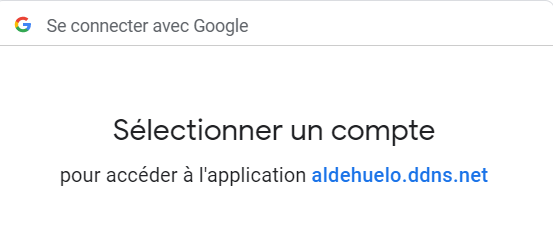 Se connecter avec Google
Sélectionner un compte
pour accéder à l'application aldehuelo.ddns.net